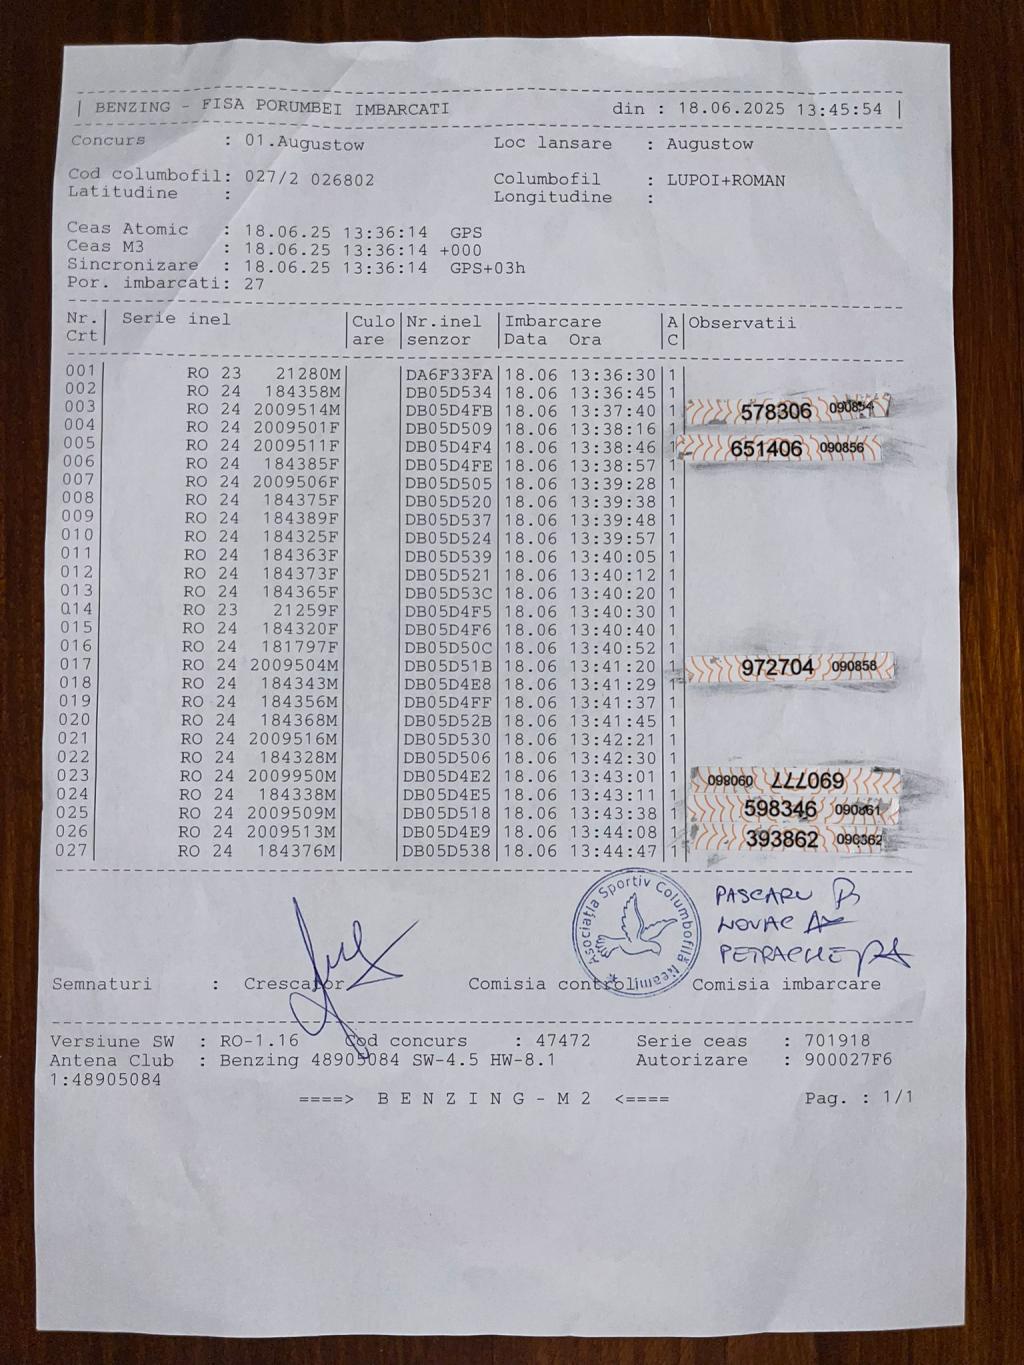 | BENZING - FISA PORUMBEI IMBARCATI din : 18.06.2025 13:45:54 |
Concurs : 01.Augustow Loc lansare : Augustow
Cod columbofil: 027/2 026802 Columbofil : LUPOI+ROMAN
Latitudine : Longitudine :
Ceas Atomic : 18.06.25 13:36:14 GPS
Ceas M3 : 18.06.25 13:36:14 +000
Sincronizare : 18.06.25 13:36:14 GPS+03h
Por. imbarcati: 27
Nr. | Serie inel |Culo|Nr.inel |Imbarcare |A|Observatii
Crt| |are |senzor |Data Ora |C|
001| RO 23 21280M| |DA6F33FA|18.06 13:36:30|1|
002| RO 24 184358M| |DB05D534|18.06 13:36:45|1|
003| RO 24 2009514M| |DB05D4FB|18.06 13:37:40|1| 578306 090854
004| RO 24 2009501F| |DB05D509|18.06 13:38:16|1|
005| RO 24 2009511F| |DB05D4F4|18.06 13:38:46|1 651406 090856
006| RO 24 184385F| |DB05D4FE|18.06 13:38:57|1|
007| RO 24 2009506F| |DB05D505|18.06 13:39:28|1|
008| RO 24 184375F| |DB05D520|18.06 13:39:38|1|
009| RO 24 184389F| |DB05D537|18.06 13:39:48|1|
010| RO 24 184325F| |DB05D524|18.06 13:39:57|1|
011| RO 24 184363F| |DB05D539|18.06 13:40:05|1|
012| RO 24 184373F| |DB05D521|18.06 13:40:12|1|
013| RO 24 184365F| |DB05D53C|18.06 13:40:20|1|
014| RO 23 21259F| |DB05D4F5|18.06 13:40:30|1|
015| RO 24 184320F| |DB05D4F6|18.06 13:40:40|1|
016| RO 24 181797F| |DB05D50C|18.06 13:40:52|1|
017| RO 24 2009504M| |DB05D51B|18.06 13:41:20|1| 972704 090858
018| RO 24 184343M| |DB05D4E8|18.06 13:41:29|1|
019| RO 24 184356M| |DB05D4FF|18.06 13:41:37|1|
020| RO 24 184368M| |DB05D52B|18.06 13:41:45|1|
021| RO 24 2009516M| |DB05D530|18.06 13:42:21|1|
022| RO 24 184328M| |DB05D506|18.06 13:42:30|1|
023| RO 24 2009950M| |DB05D4E2|18.06 13:43:01|1| 690777 090860
024| RO 24 184338M| |DB05D4E5|18.06 13:43:11|1|
025| RO 24 2009509M| |DB05D518|18.06 13:43:38|1| 598346 090861
026| RO 24 2009513M| |DB05D4E9|18.06 13:44:08|1| 393862 090862
027| RO 24 184376M| |DB05D538|18.06 13:44:47|1|
Asociația Sportiv Columbofilă Neamț
PASCARU
NOVAC
PETRACHE
Semnaturi : Crescator Comisia control Comisia imbarcare
Versiune SW : RO-1.16 Cod concurs : 47472 Serie ceas : 701918
Antena Club : Benzing 48905084 SW-4.5 HW-8.1 Autorizare : 900027F6
1:48905084
====> B E N Z I N G - M 2 <==== Pag. : 1/1